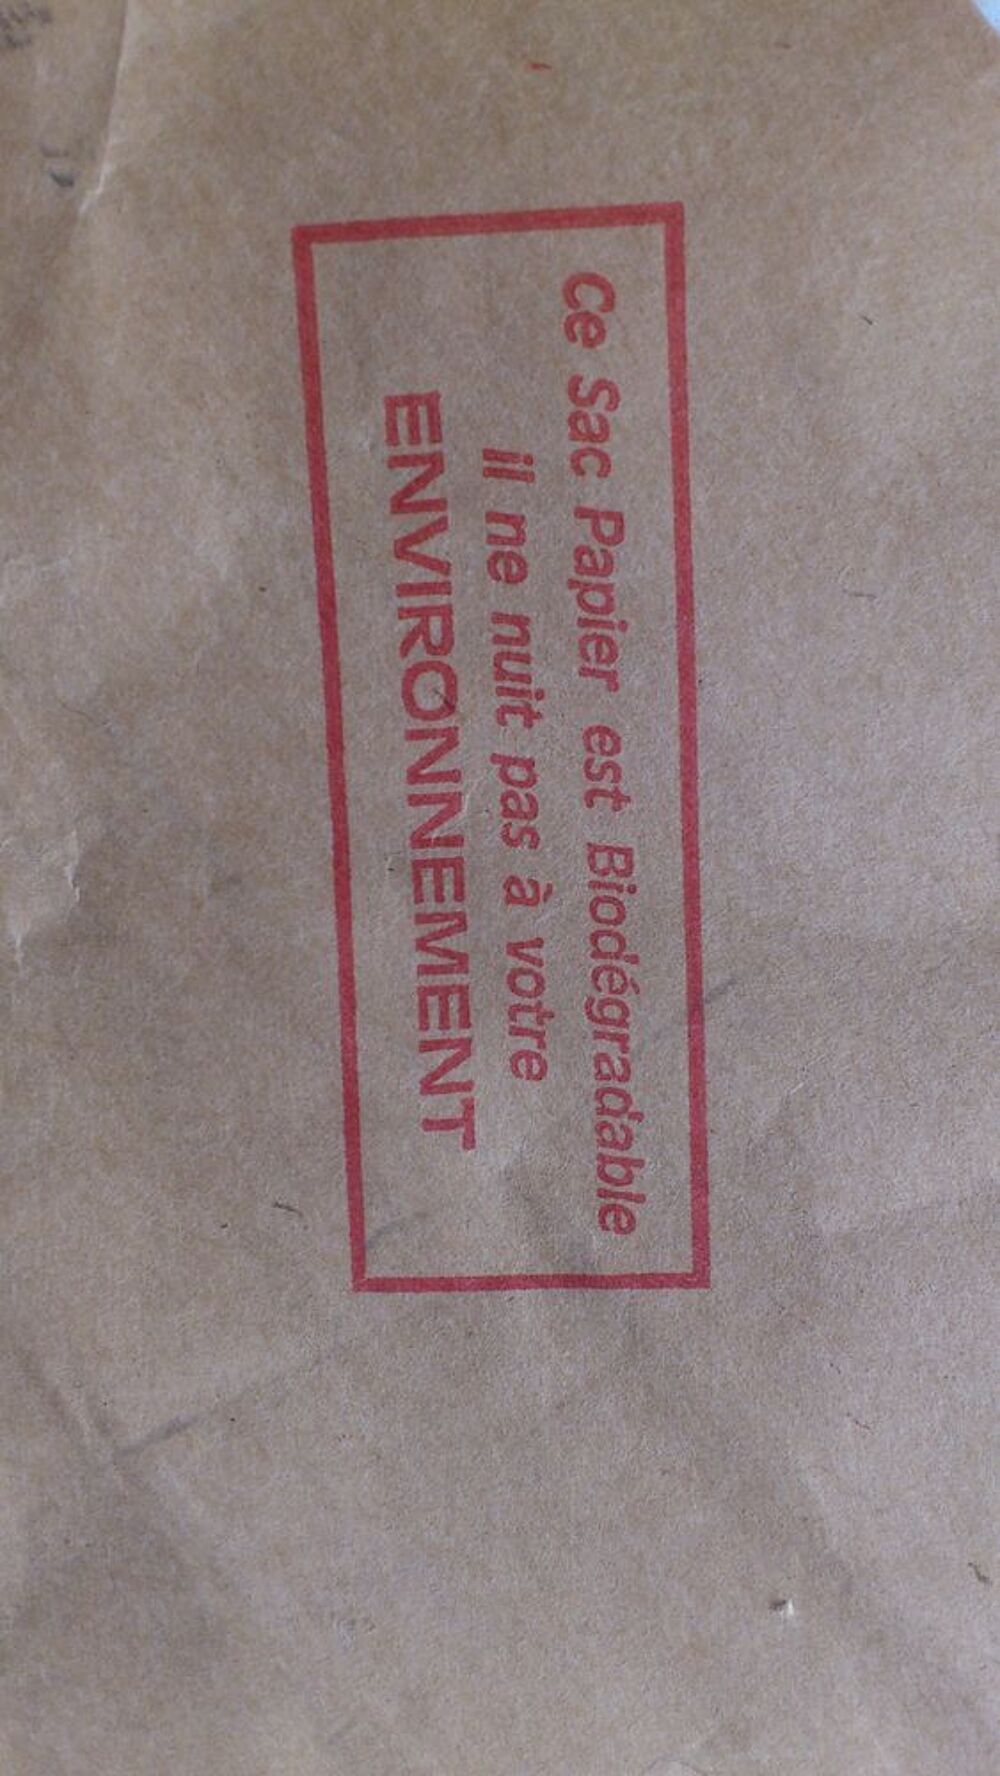 Ce Sac Papier est Biodégradable
il ne nuit pas à votre
ENVIRONNEMENT